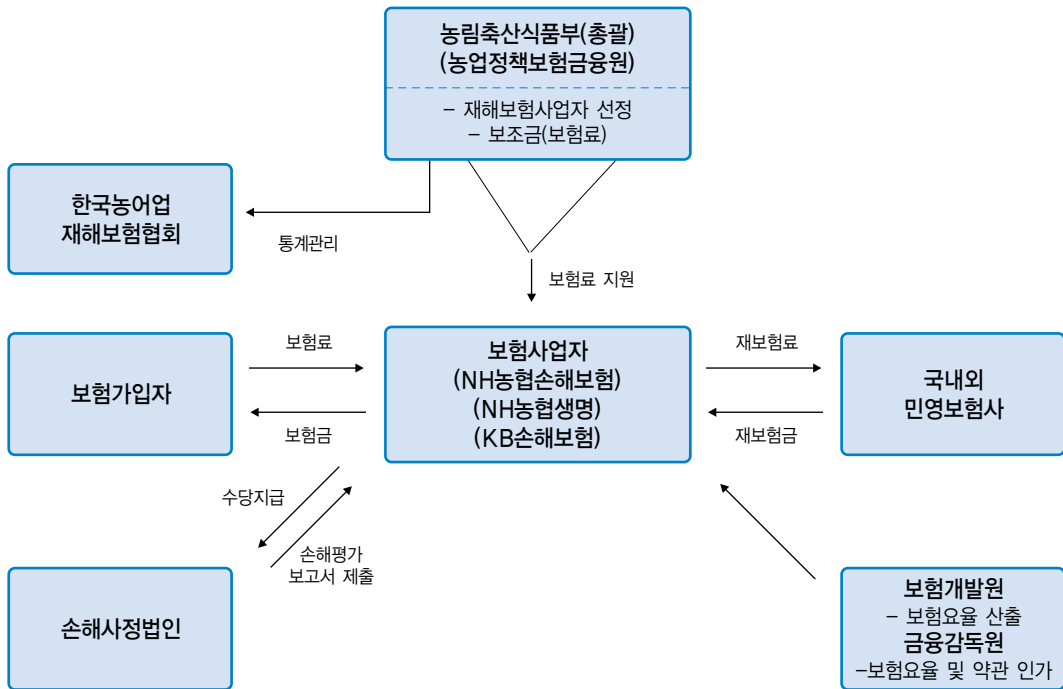 농림축산식품부(총괄)
(농업정책보험금융원)
– 재해보험사업자 선정
– 보조금(보험료)
한국농어업
재해보험협회
통계관리
보험료 지원
보험가입자
보험료
보험금
보험사업자
(NH농협손해보험)
(NH농협생명)
(KB손해보험)
재보험료
재보험금
국내외
민영보험사
수당지급
손해평가
보고서 제출
손해사정법인
보험개발원
– 보험요율 산출
금융감독원
–보험요율 및 약관 인가